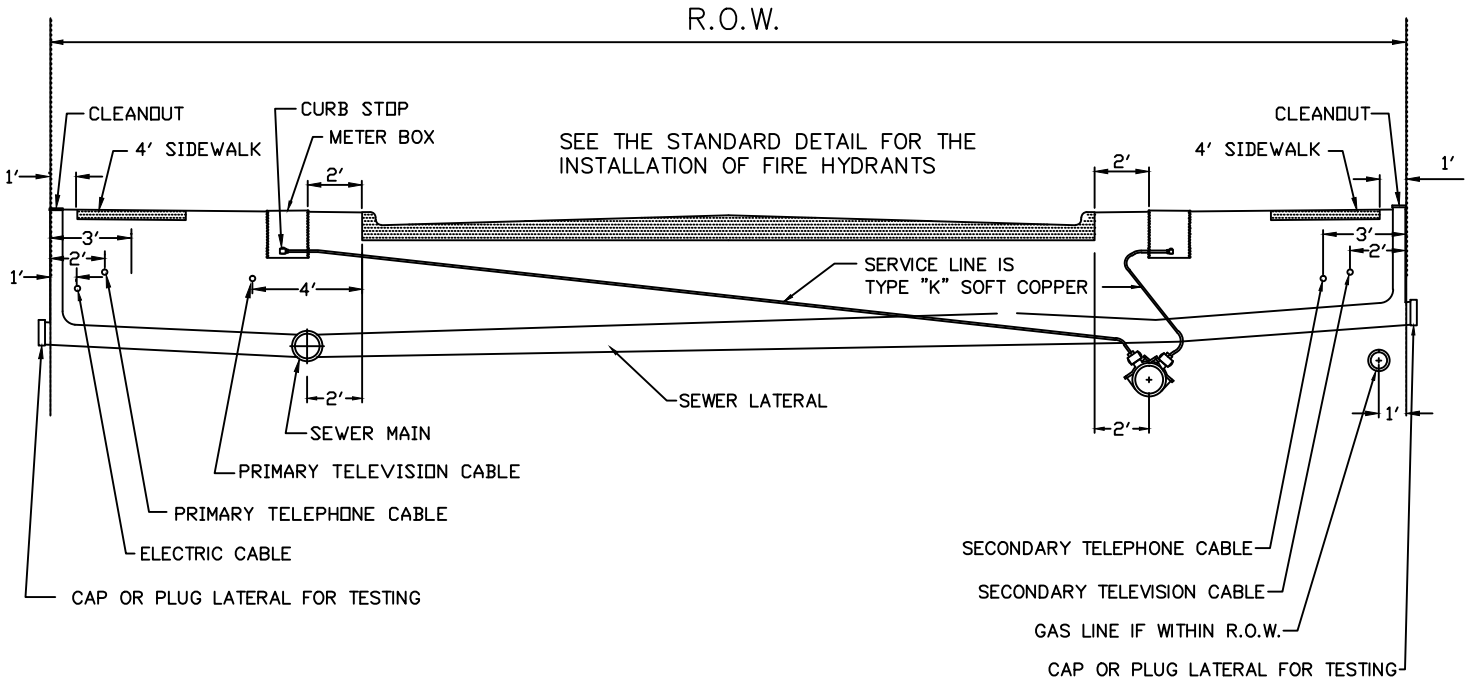 R.O.W.
CLEANOUT
CURB STOP
METER BOX
4' SIDEWALK
SEE THE STANDARD DETAIL FOR THE
INSTALLATION OF FIRE HYDRANTS
CLEANOUT
4' SIDEWALK
1'
2'
2'
1'
3'
2'
1'
4'
SERVICE LINE IS
TYPE "K" SOFT COPPER
3'
2'
2'
SEWER LATERAL
2'
1'
SEWER MAIN
PRIMARY TELEVISION CABLE
PRIMARY TELEPHONE CABLE
ELECTRIC CABLE
CAP OR PLUG LATERAL FOR TESTING
SECONDARY TELEPHONE CABLE
SECONDARY TELEVISION CABLE
GAS LINE IF WITHIN R.O.W.
CAP OR PLUG LATERAL FOR TESTING